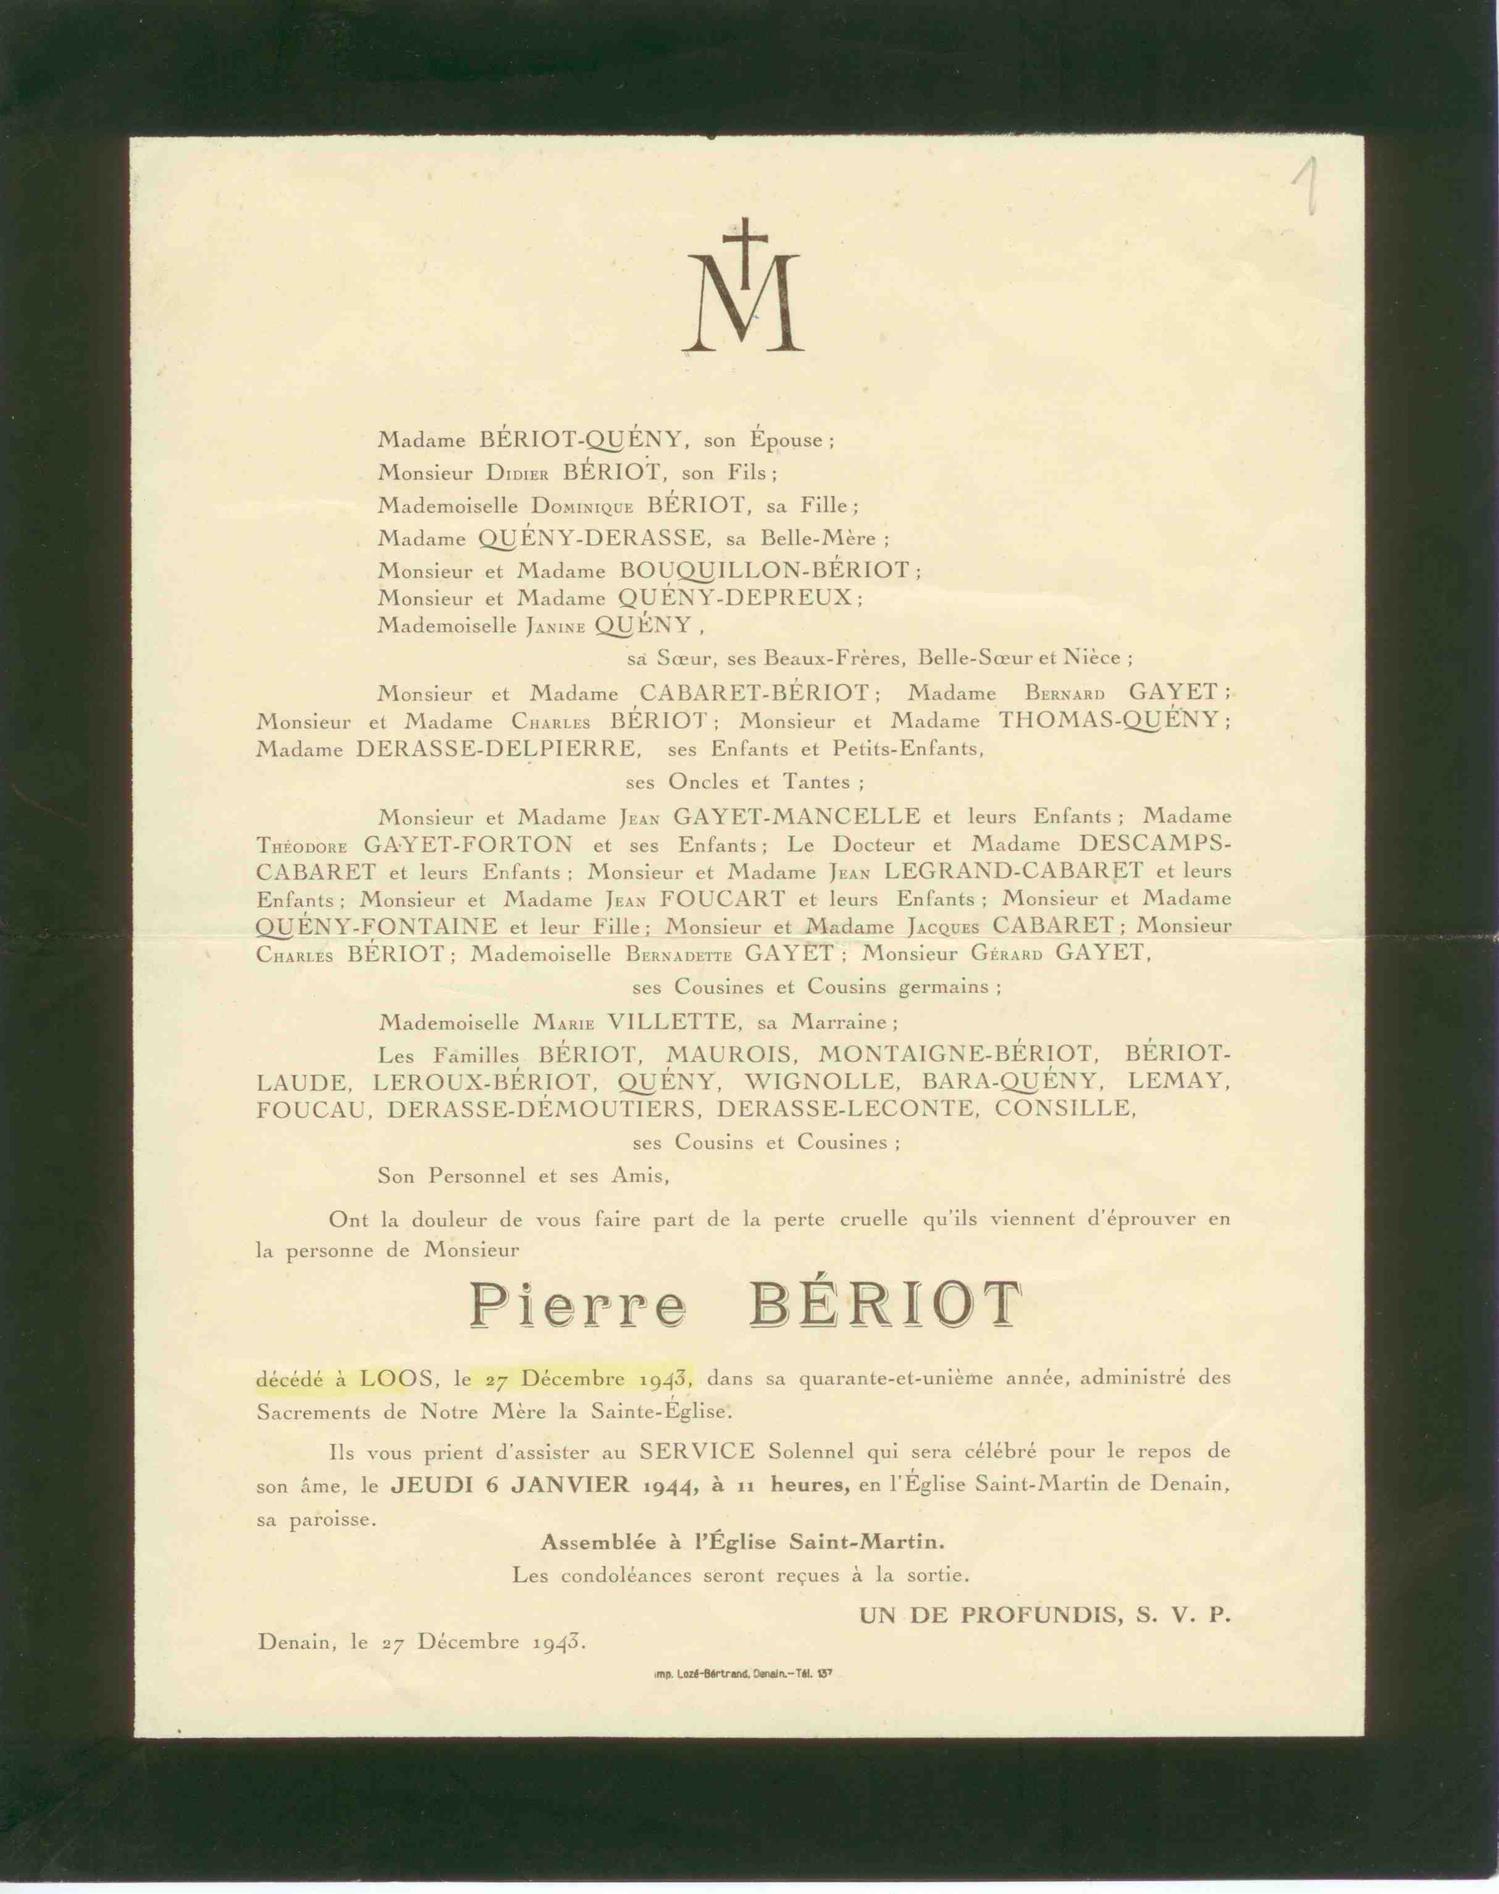 1
M
Madame BÉRIOT-QUÉNY, son Épouse ;
Monsieur DIDIER BÉRIOT, son Fils ;
Mademoiselle DOMINIQUE BÉRIOT, sa Fille ;
Madame QUÉNY-DERASSE, sa Belle-Mère ;
Monsieur et Madame BOUQUILLON-BÉRIOT ;
Monsieur et Madame QUÉNY-DEPREUX ;
Mademoiselle JANINE QUÉNY ,
sa Sœur, ses Beaux-Frères, Belle-Sœur et Nièce ;
Monsieur et Madame CABARET-BÉRIOT ; Madame BERNARD GAYET ;
Monsieur et Madame CHARLES BÉRIOT ; Monsieur et Madame THOMAS-QUÉNY ;
Madame DERASSE-DELPIERRE, ses Enfants et Petits-Enfants,
ses Oncles et Tantes ;
Monsieur et Madame JEAN GAYET-MANCELLE et leurs Enfants ; Madame
THÉODORE GAYET-FORTON et ses Enfants ; Le Docteur et Madame DESCAMPS-
CABARET et leurs Enfants ; Monsieur et Madame JEAN LEGRAND-CABARET et leurs
Enfants ; Monsieur et Madame JEAN FOUCART et leurs Enfants ; Monsieur et Madame
QUÉNY-FONTAINE et leur Fille ; Monsieur et Madame JACQUES CABARET ; Monsieur
CHARLES BÉRIOT ; Mademoiselle BERNADETTE GAYET ; Monsieur GÉRARD GAYET,
ses Cousines et Cousins germains ;
Mademoiselle MARIE VILLETTE, sa Marraine ;
Les Familles BÉRIOT, MAUROIS, MONTAIGNE-BÉRIOT, BÉRIOT-
LAUDE, LEROUX-BÉRIOT, QUÉNY, WIGNOLLE, BARA-QUÉNY, LEMAY,
FOUCAU, DERASSE-DÉMOUTIERS, DERASSE-LECONTE, CONSILLE,
ses Cousins et Cousines ;
Son Personnel et ses Amis,
Ont la douleur de vous faire part de la perte cruelle qu'ils viennent d'éprouver en
la personne de Monsieur
Pierre BÉRIOT
décédé à LOOS, le 27 Décembre 1943, dans sa quarante-et-unième année, administré des
Sacrements de Notre Mère la Sainte-Église.
Ils vous prient d'assister au SERVICE Solennel qui sera célébré pour le repos de
son âme, le JEUDI 6 JANVIER 1944, à 11 heures, en l'Église Saint-Martin de Denain,
sa paroisse.
Assemblée à l'Église Saint-Martin.
Les condoléances seront reçues à la sortie.
UN DE PROFUNDIS, S. V. P.
Denain, le 27 Décembre 1943.
Imp. Lozé-Bértrand, Denain.-Tél. 137